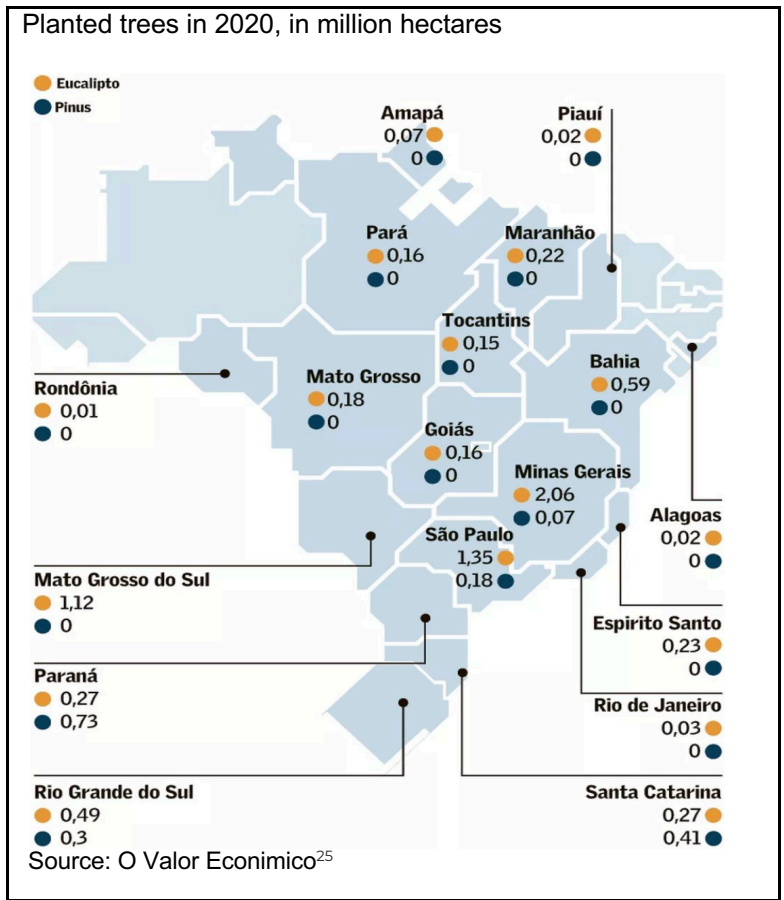 Planted trees in 2020, in million hectares
Eucalipto
Pinus
Amapá
0,07
0
Piauí
0,02
0
Pará
0,16
0
Maranhão
0,22
0
Tocantins
0,15
0
Bahia
0,59
0
Rondônia
0,01
0
Mato Grosso
0,18
0
Goiás
0,16
0
Minas Gerais
2,06
0,07
Alagoas
0,02
0
São Paulo
1,35
0,18
Mato Grosso do Sul
1,12
0
Espirito Santo
0,23
0
Paraná
0,27
0,73
Rio de Janeiro
0,03
0
Rio Grande do Sul
0,49
0,3
Santa Catarina
0,27
0,41
Source: O Valor Econimico25